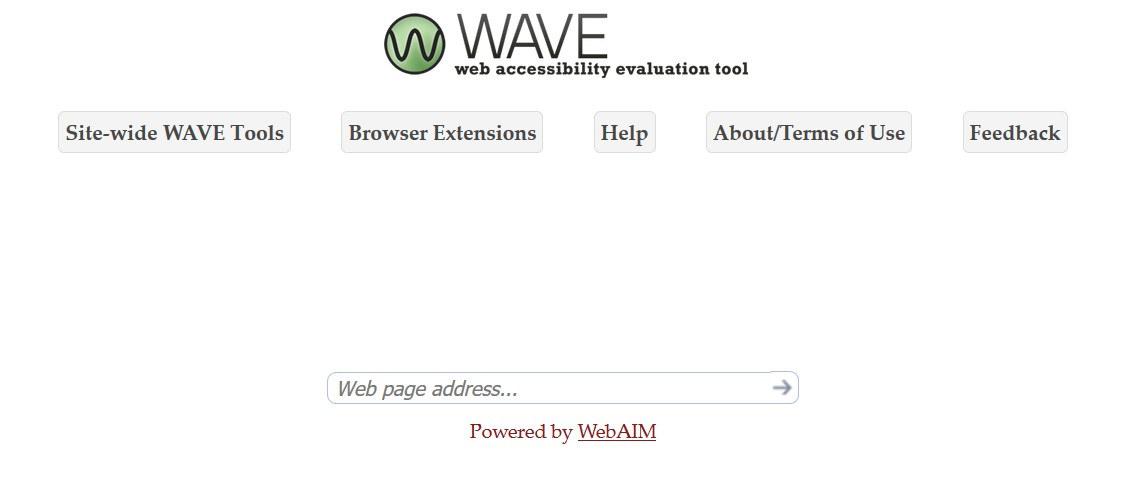 WAVE
web accessibility evaluation tool
Site-wide WAVE Tools Browser Extensions Help About/Terms of Use Feedback
Web page address...
Powered by WebAIM